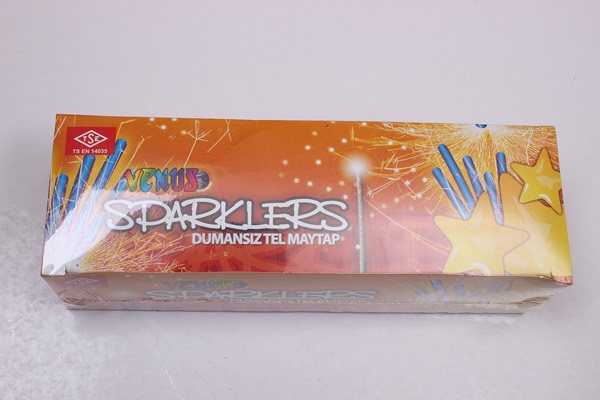 TSE
TS EN 14035
VENUS
SPARKLERS
DUMANSIZ TEL MAYTAP
SPARKLERS